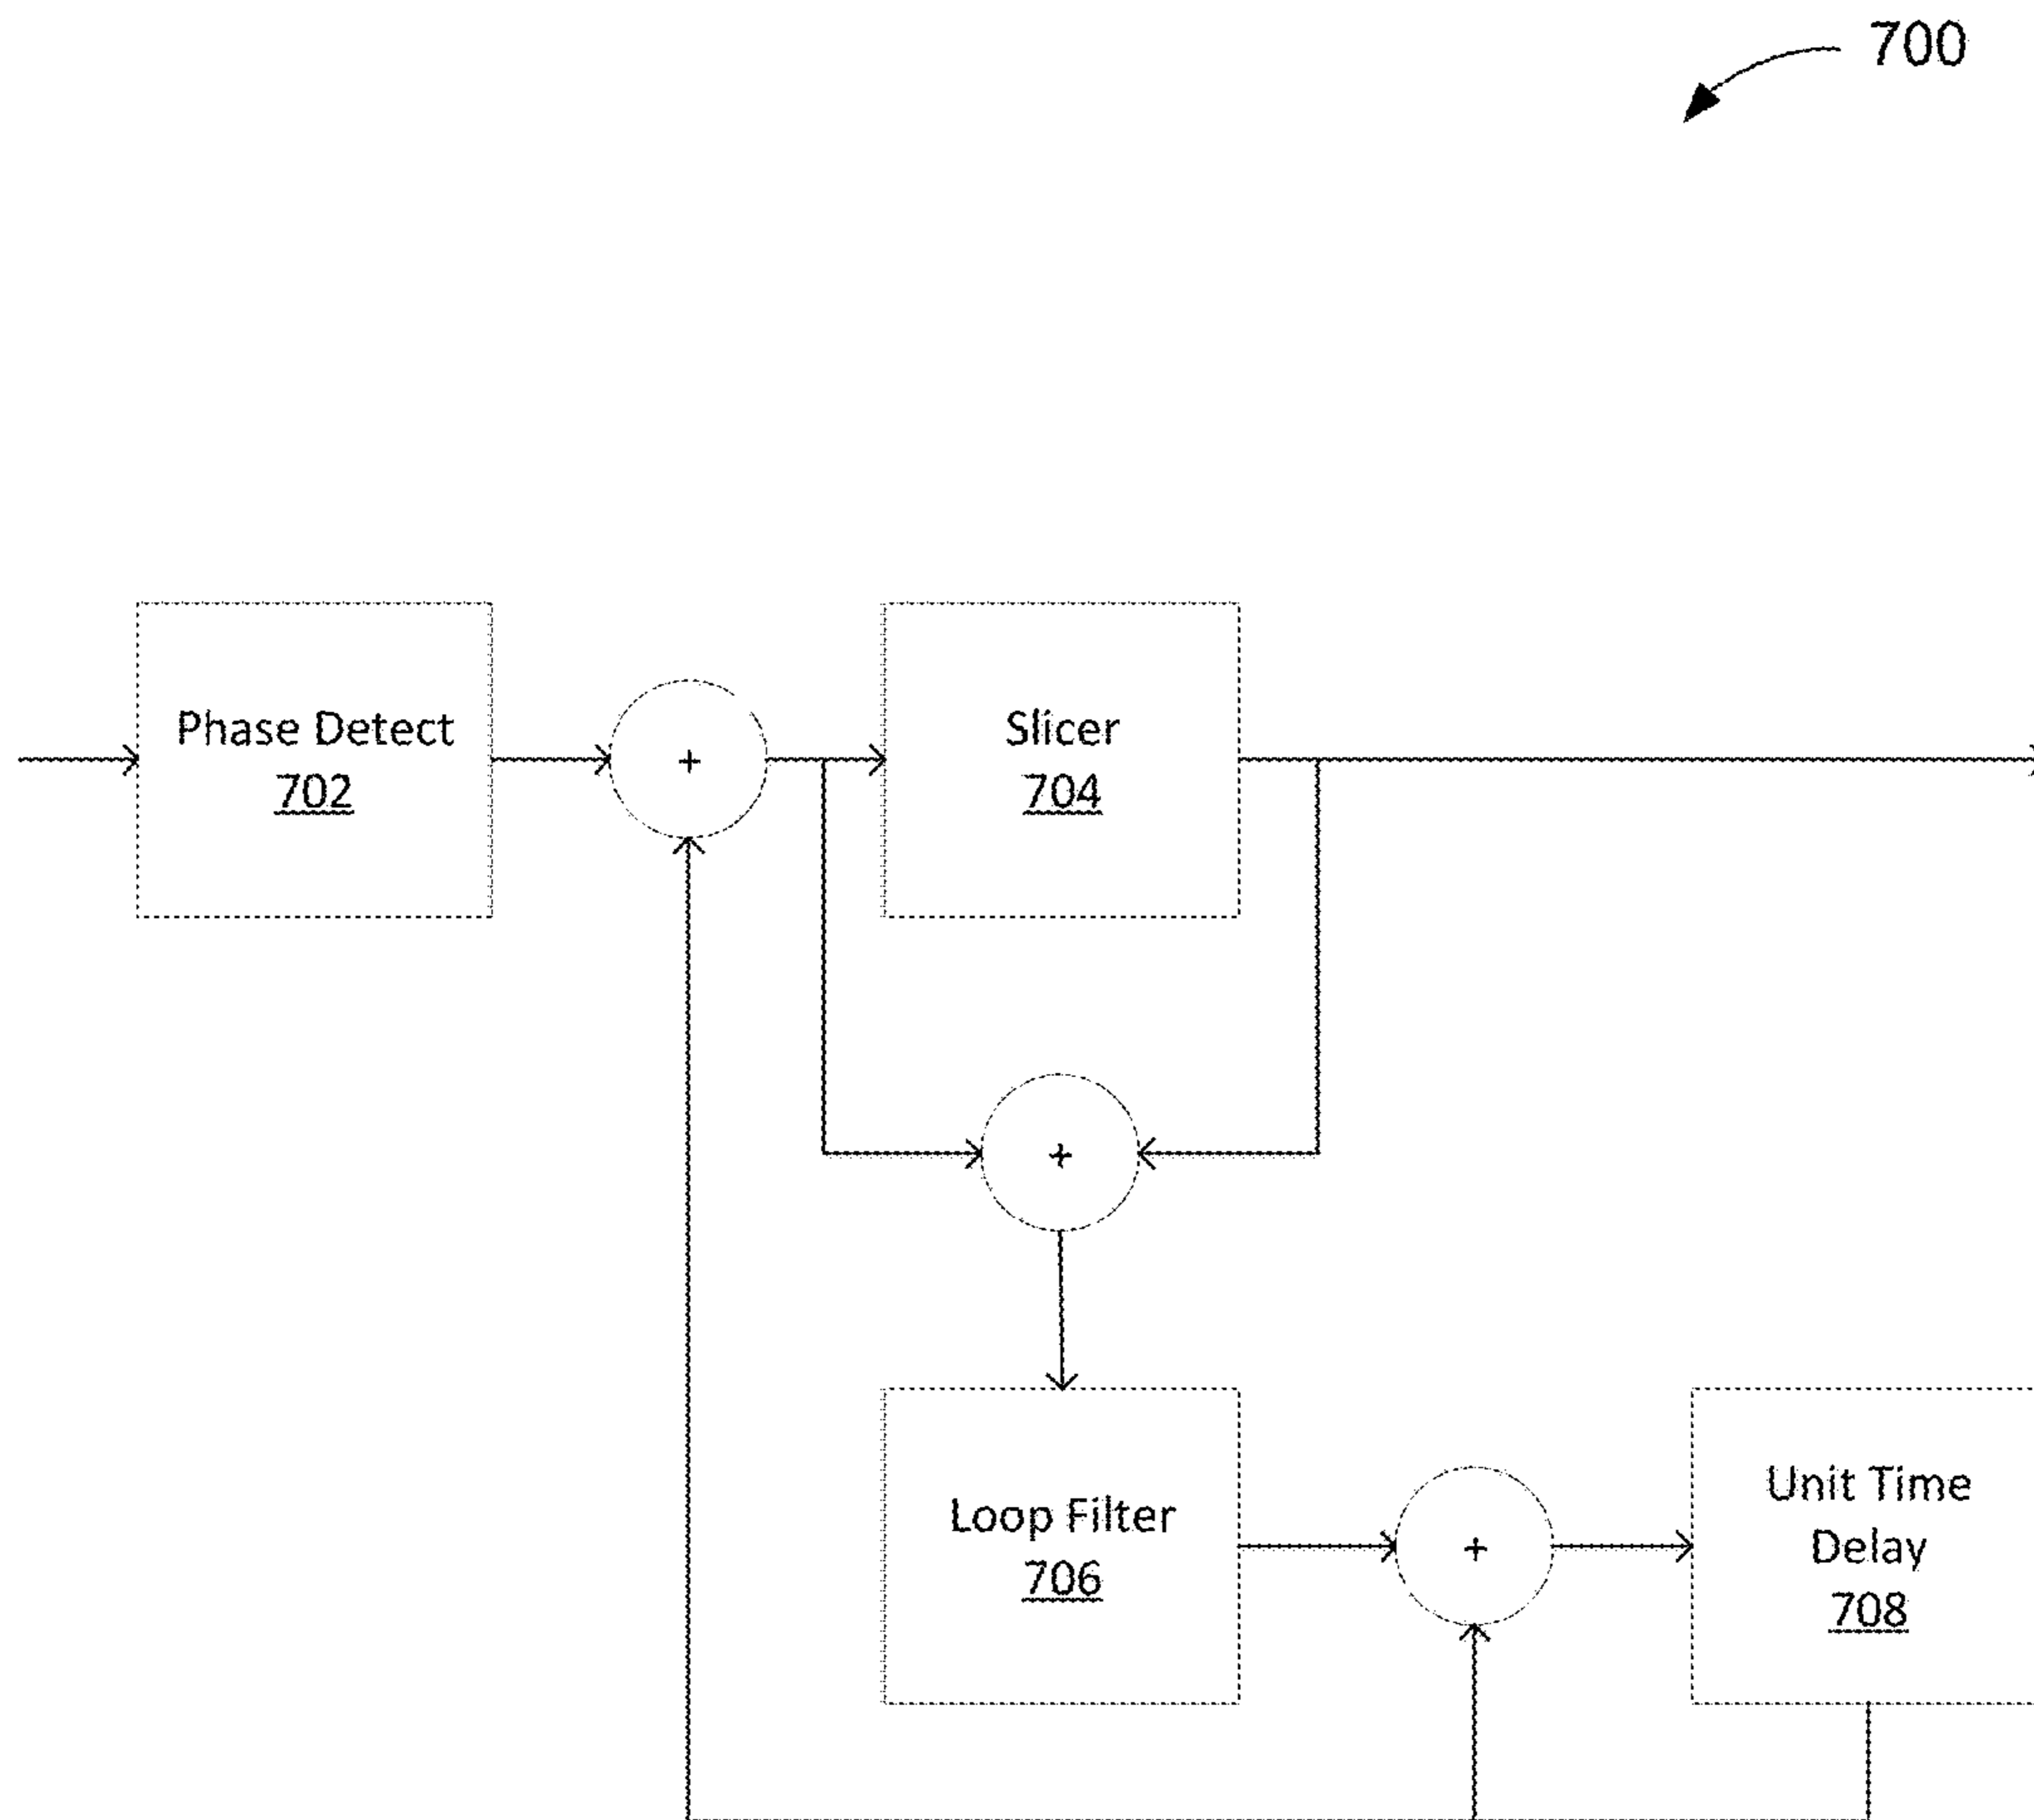 700
Phase Detect
702
+
Slicer
704
+
Loop Filter
706
+
Unit Time
Delay
708